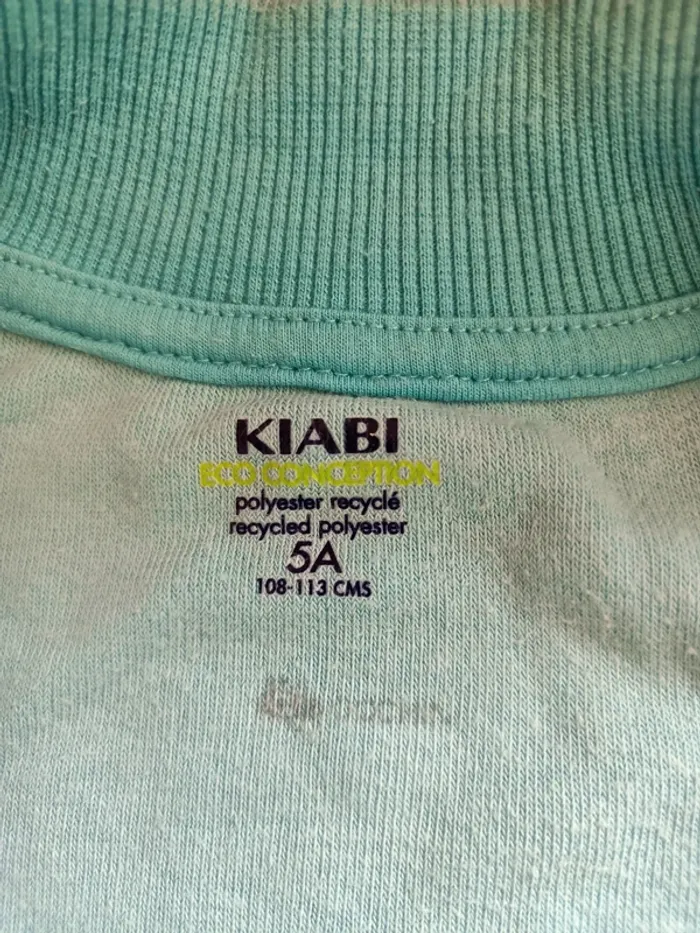 KIABI
ECO CONCEPTION
polyester recyclé
recycled polyester
5A
108-113 CMS